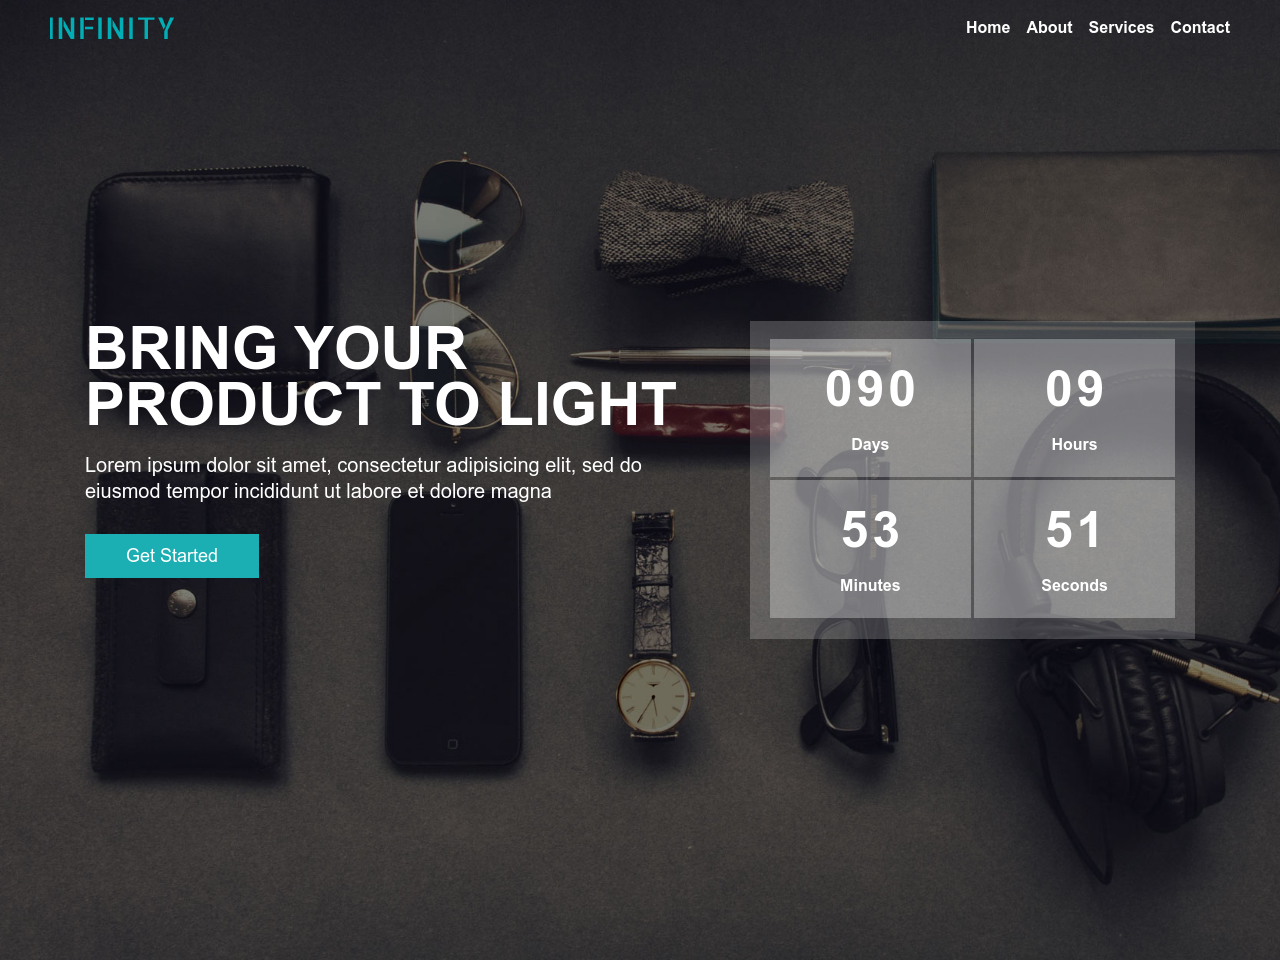 INFINITY
Home About Services Contact
BRING YOUR
PRODUCT TO LIGHT
Lorem ipsum dolor sit amet, consectetur adipisicing elit, sed do
eiusmod tempor incididunt ut labore et dolore magna
Get Started
090
Days
09
Hours
53
Minutes
51
Seconds